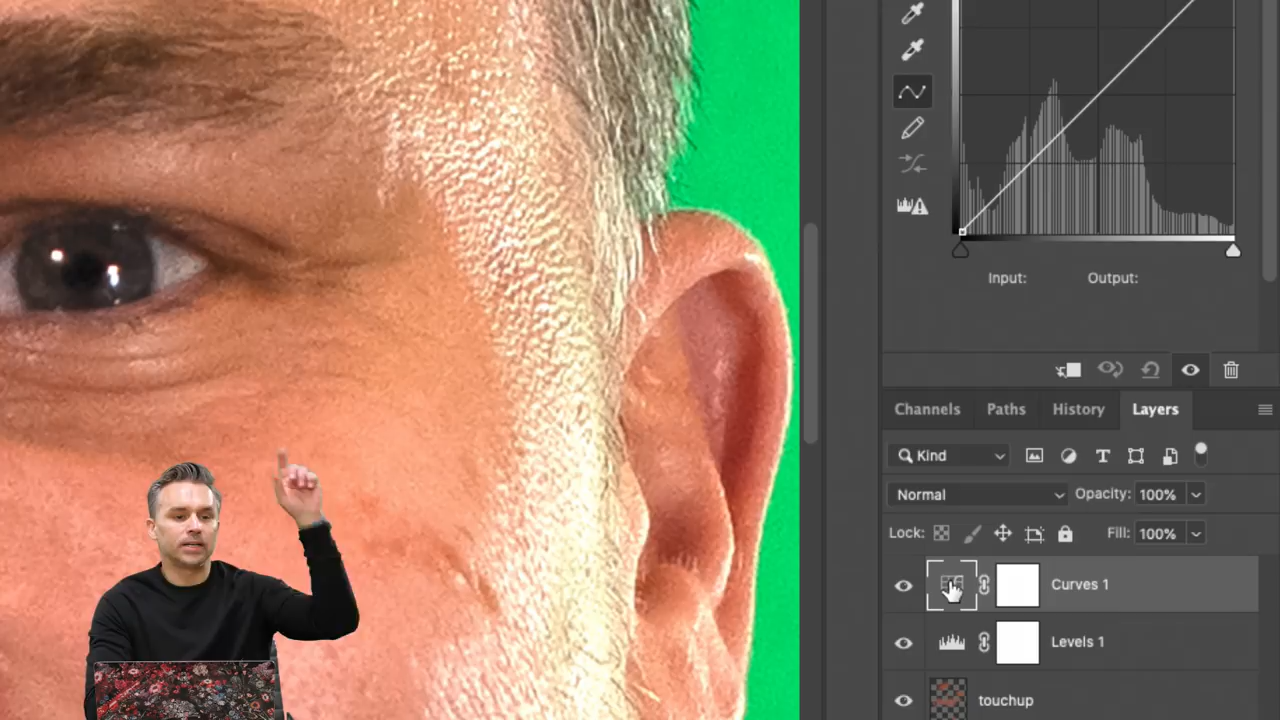 Input: Output:
Channels Paths History Layers
Kind
Normal Opacity: 100%
Lock: Fill: 100%
Curves 1
Levels 1
touchup